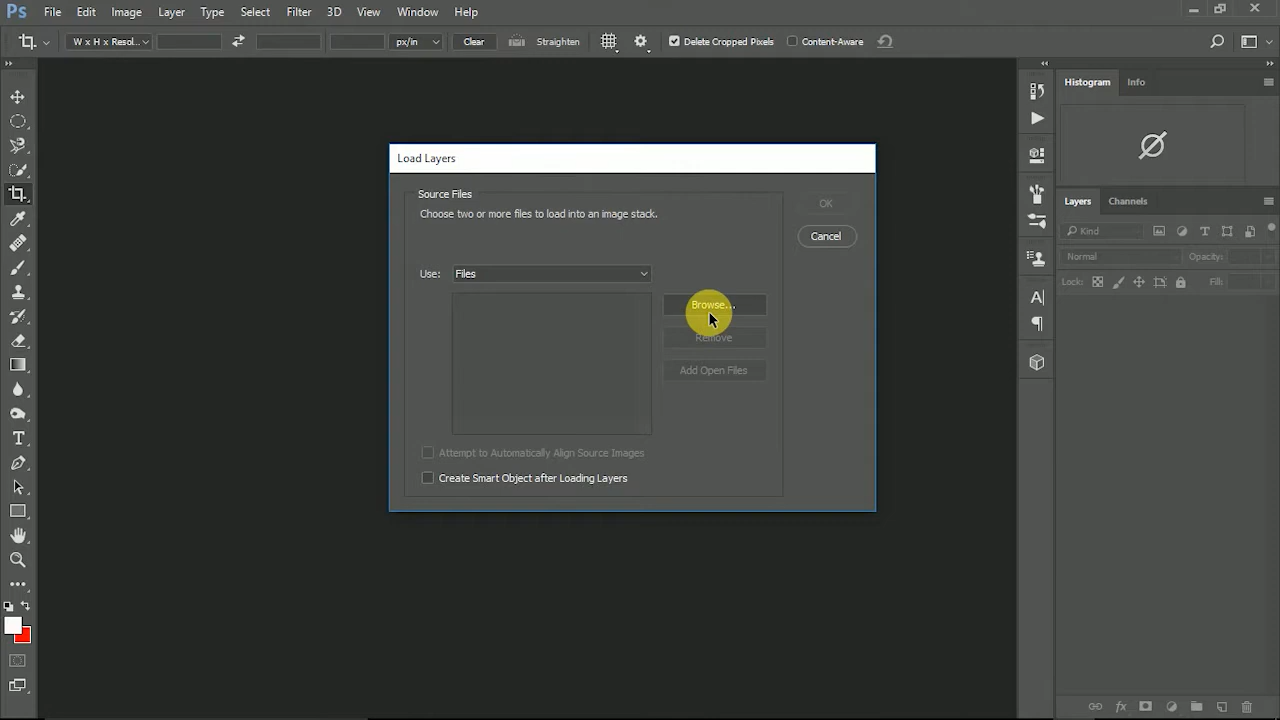 Ps File Edit Image Layer Type Select Filter 3D View Window Help
W x H x Resol... px/in Clear Straighten Delete Cropped Pixels Content-Aware
Histogram Info
Load Layers
Source Files
Choose two or more files to load into an image stack.
OK
Cancel
Use: Files
Browse...
Remove
Add Open Files
Attempt to Automatically Align Source Images
Create Smart Object after Loading Layers
Layers Channels
Kind
Normal Opacity:
Lock: Fill: